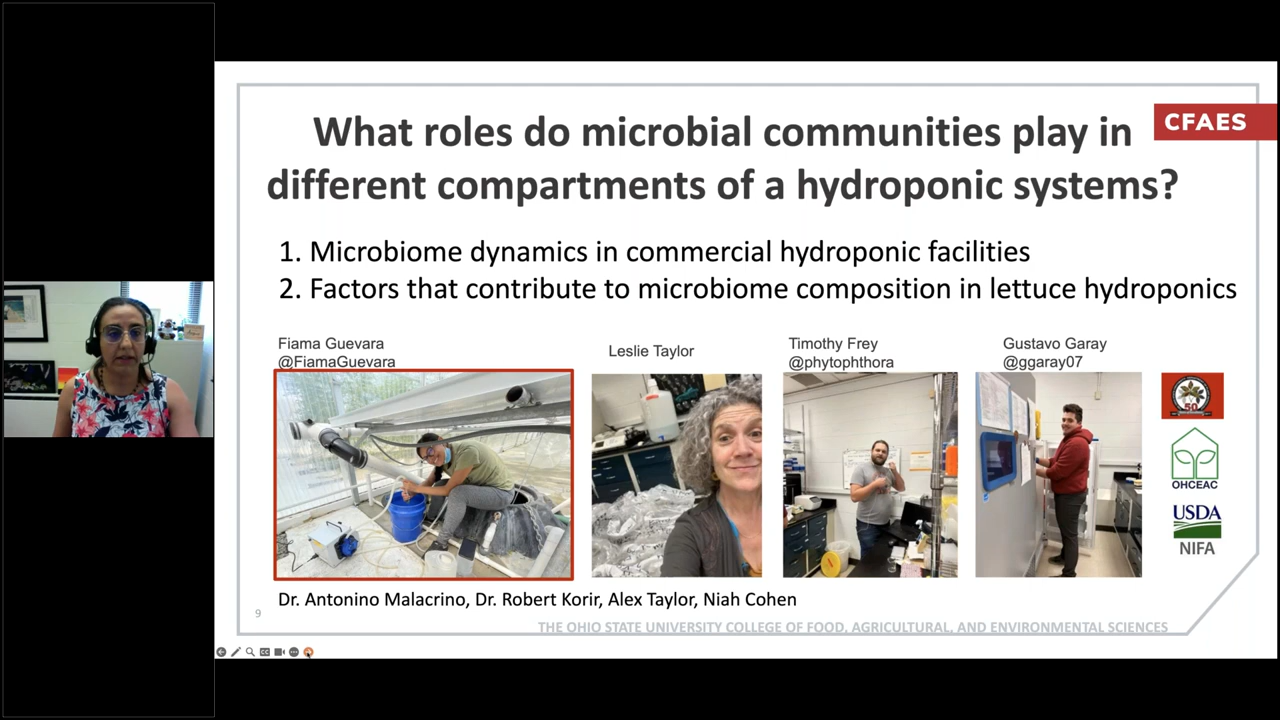 What roles do microbial communities play in
different compartments of a hydroponic systems?
CFAES
1. Microbiome dynamics in commercial hydroponic facilities
2. Factors that contribute to microbiome composition in lettuce hydroponics
Fiama Guevara
@FiamaGuevara
Leslie Taylor
Timothy Frey
@phytophthora
Gustavo Garay
@ggaray07
OHCEAC
USDA
NIFA
Dr. Antonino Malacrino, Dr. Robert Korir, Alex Taylor, Niah Cohen
9
THE OHIO STATE UNIVERSITY COLLEGE OF FOOD, AGRICULTURAL, AND ENVIRONMENTAL SCIENCES
CC